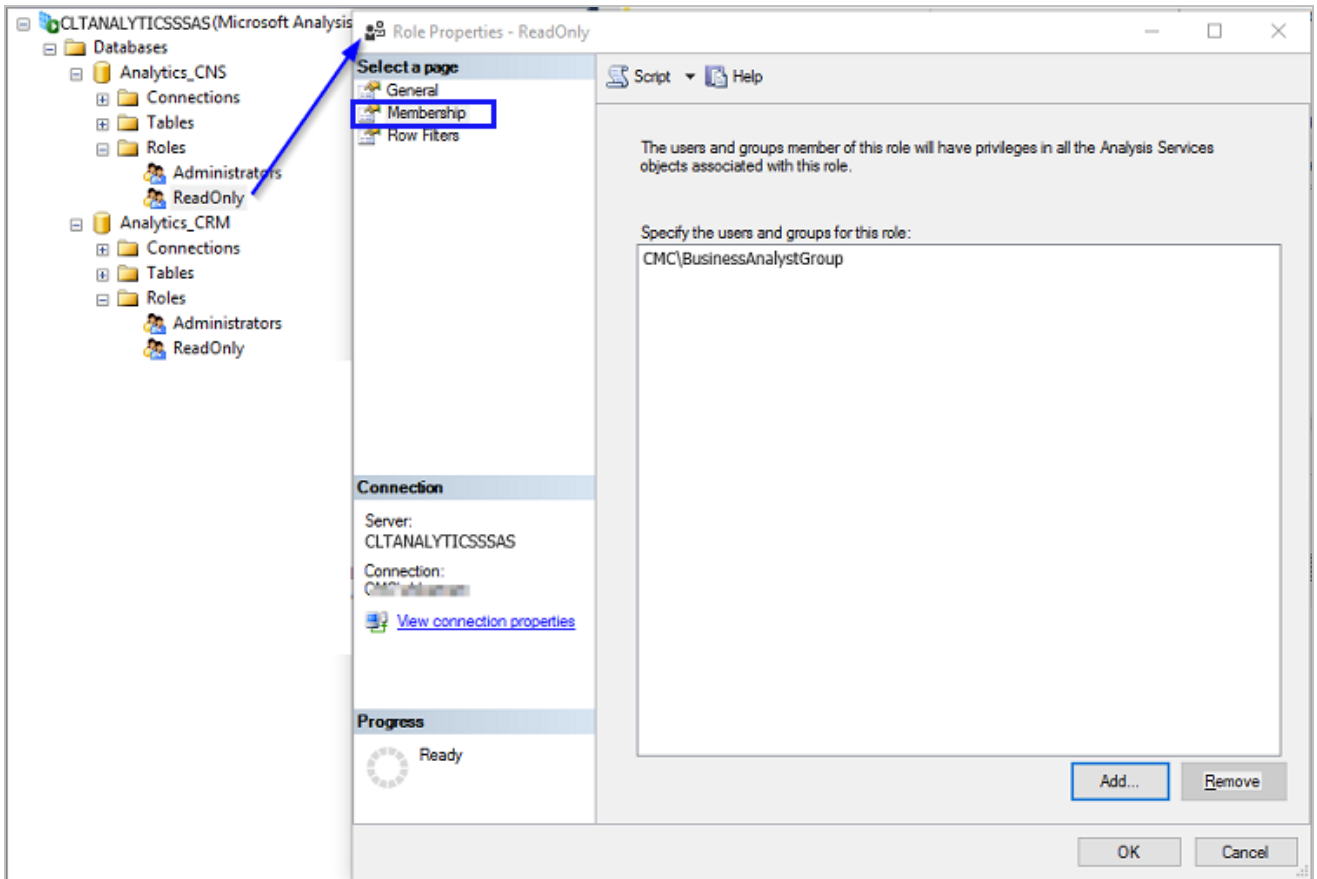 CLTANALYTICSSSAS (Microsoft Analysis
Databases
Analytics_CNS
Connections
Tables
Roles
Administrators
ReadOnly
Analytics_CRM
Connections
Tables
Roles
Administrators
ReadOnly
Role Properties - ReadOnly
Select a page
General
Membership
Row Filters
Script
Help
The users and groups member of this role will have privileges in all the Analysis Services
objects associated with this role.
Specify the users and groups for this role:
CMC\BusinessAnalystGroup
Connection
Server:
CLTANALYTICSSSAS
Connection:
View connection properties
Progress
Ready
Add...
Remove
OK
Cancel